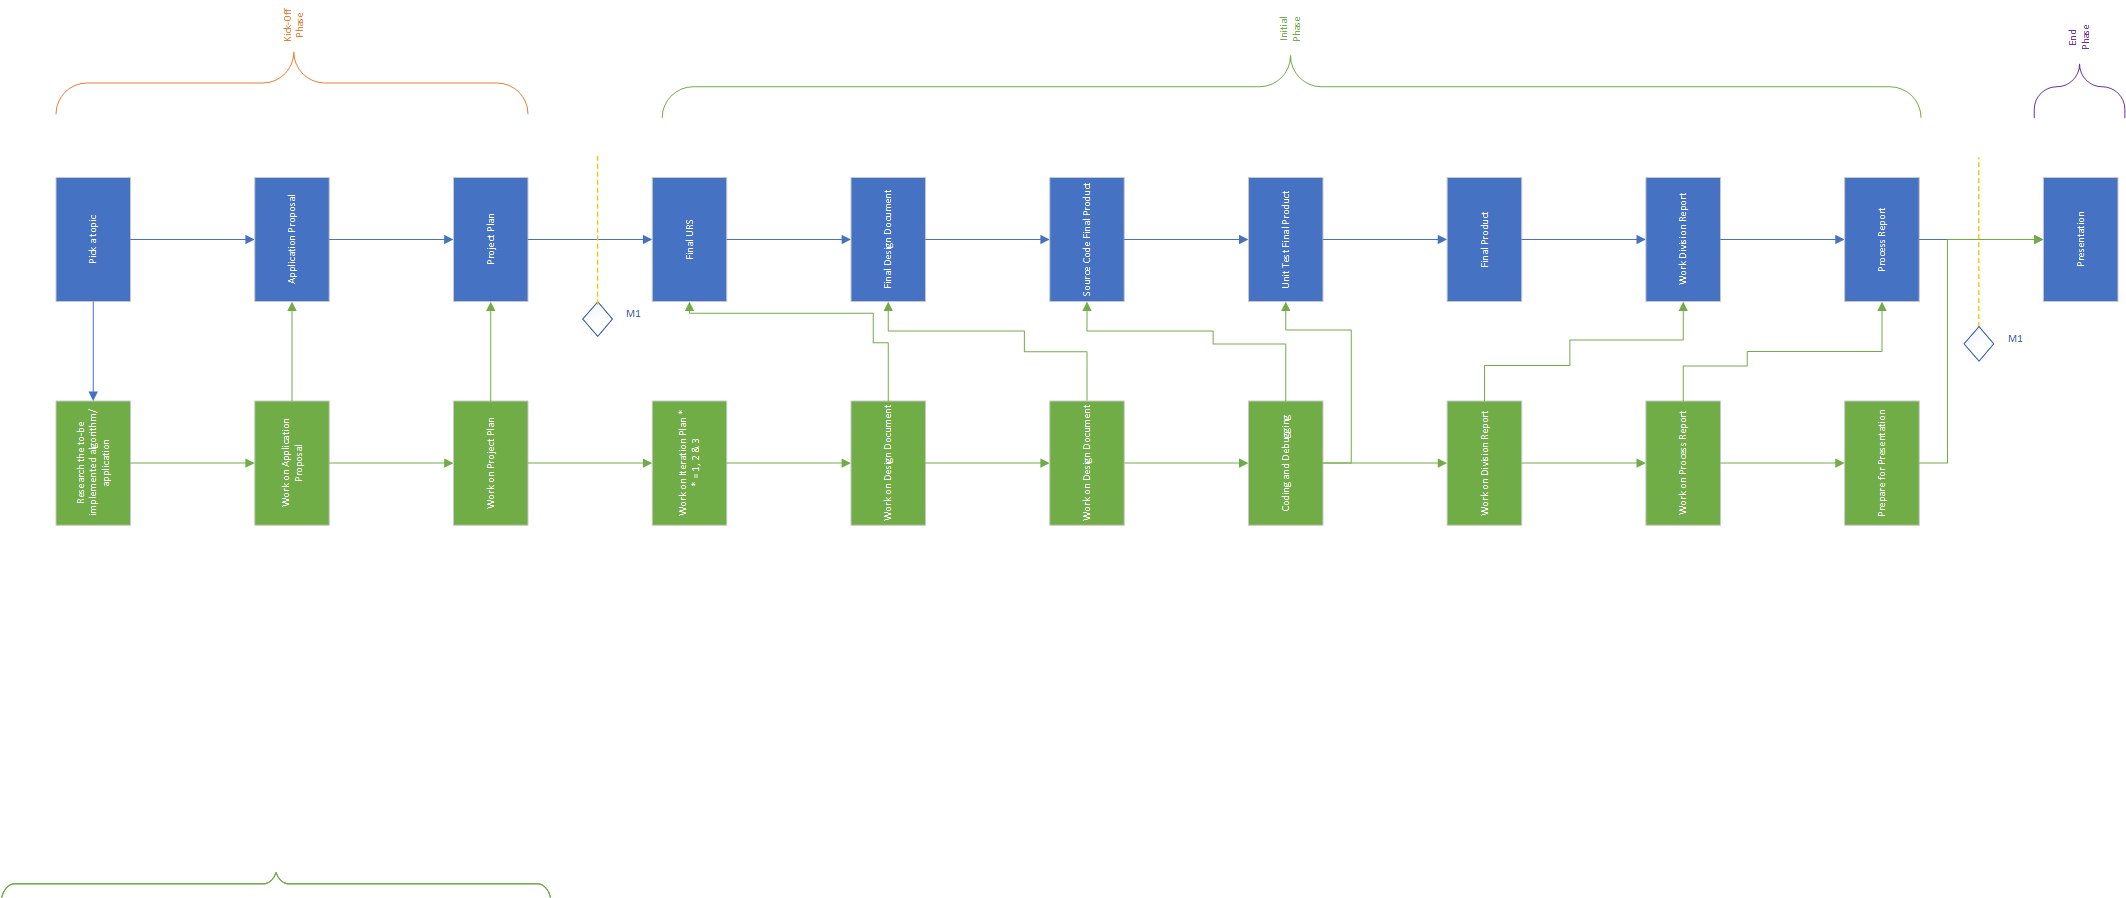 Kick-Off
Phase
Initial
Phase
End
Phase
Pick a topic
Application Proposal
Project Plan
Final URS
Final Design Document
Source Code Final Product
Unit Test Final Product
Final Product
Work Division Report
Process Report
Presentation
M1
M1
Research the to-be
implemented algorithm/
application
Work on Application
Proposal
Work on Project Plan
Work on Iteration Plan *
* = 1, 2 & 3
Work on Design Document
Work on Design Document
Coding and Debugging
Work on Division Report
Work on Process Report
Prepare for Presentation